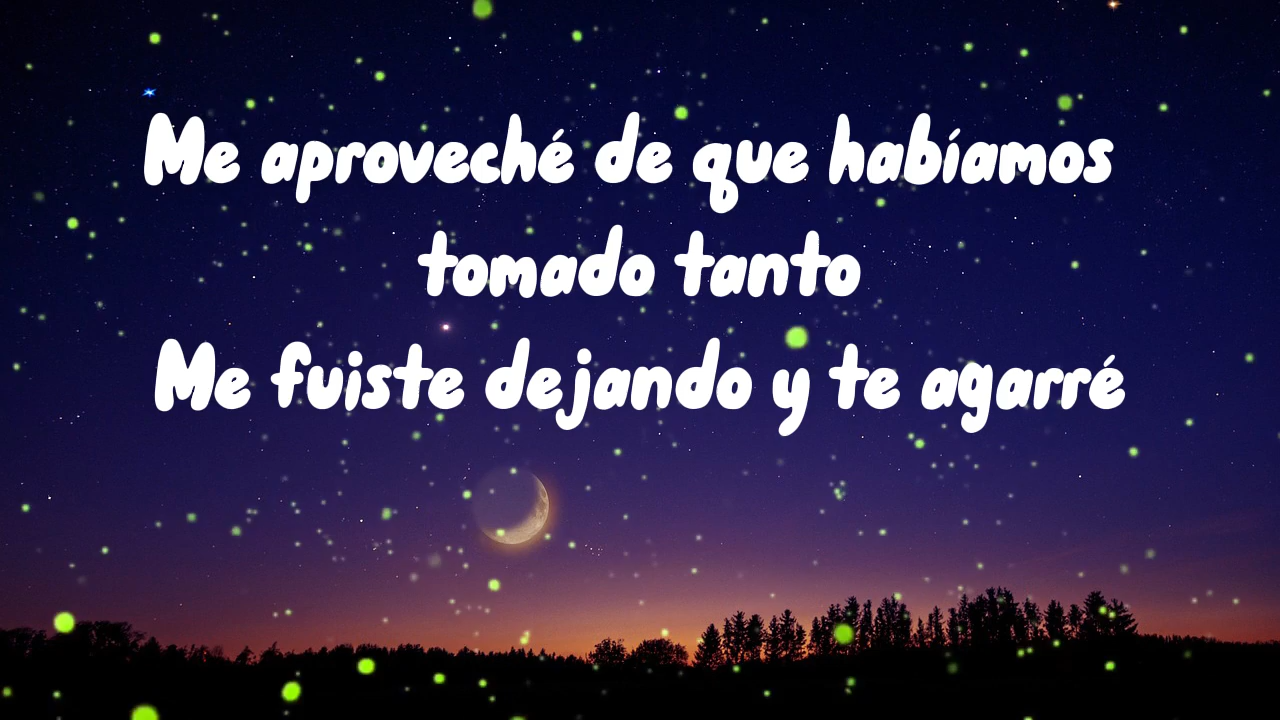 Me aproveché de que habíamos
tomado tanto
Me fuiste dejando y te agarré